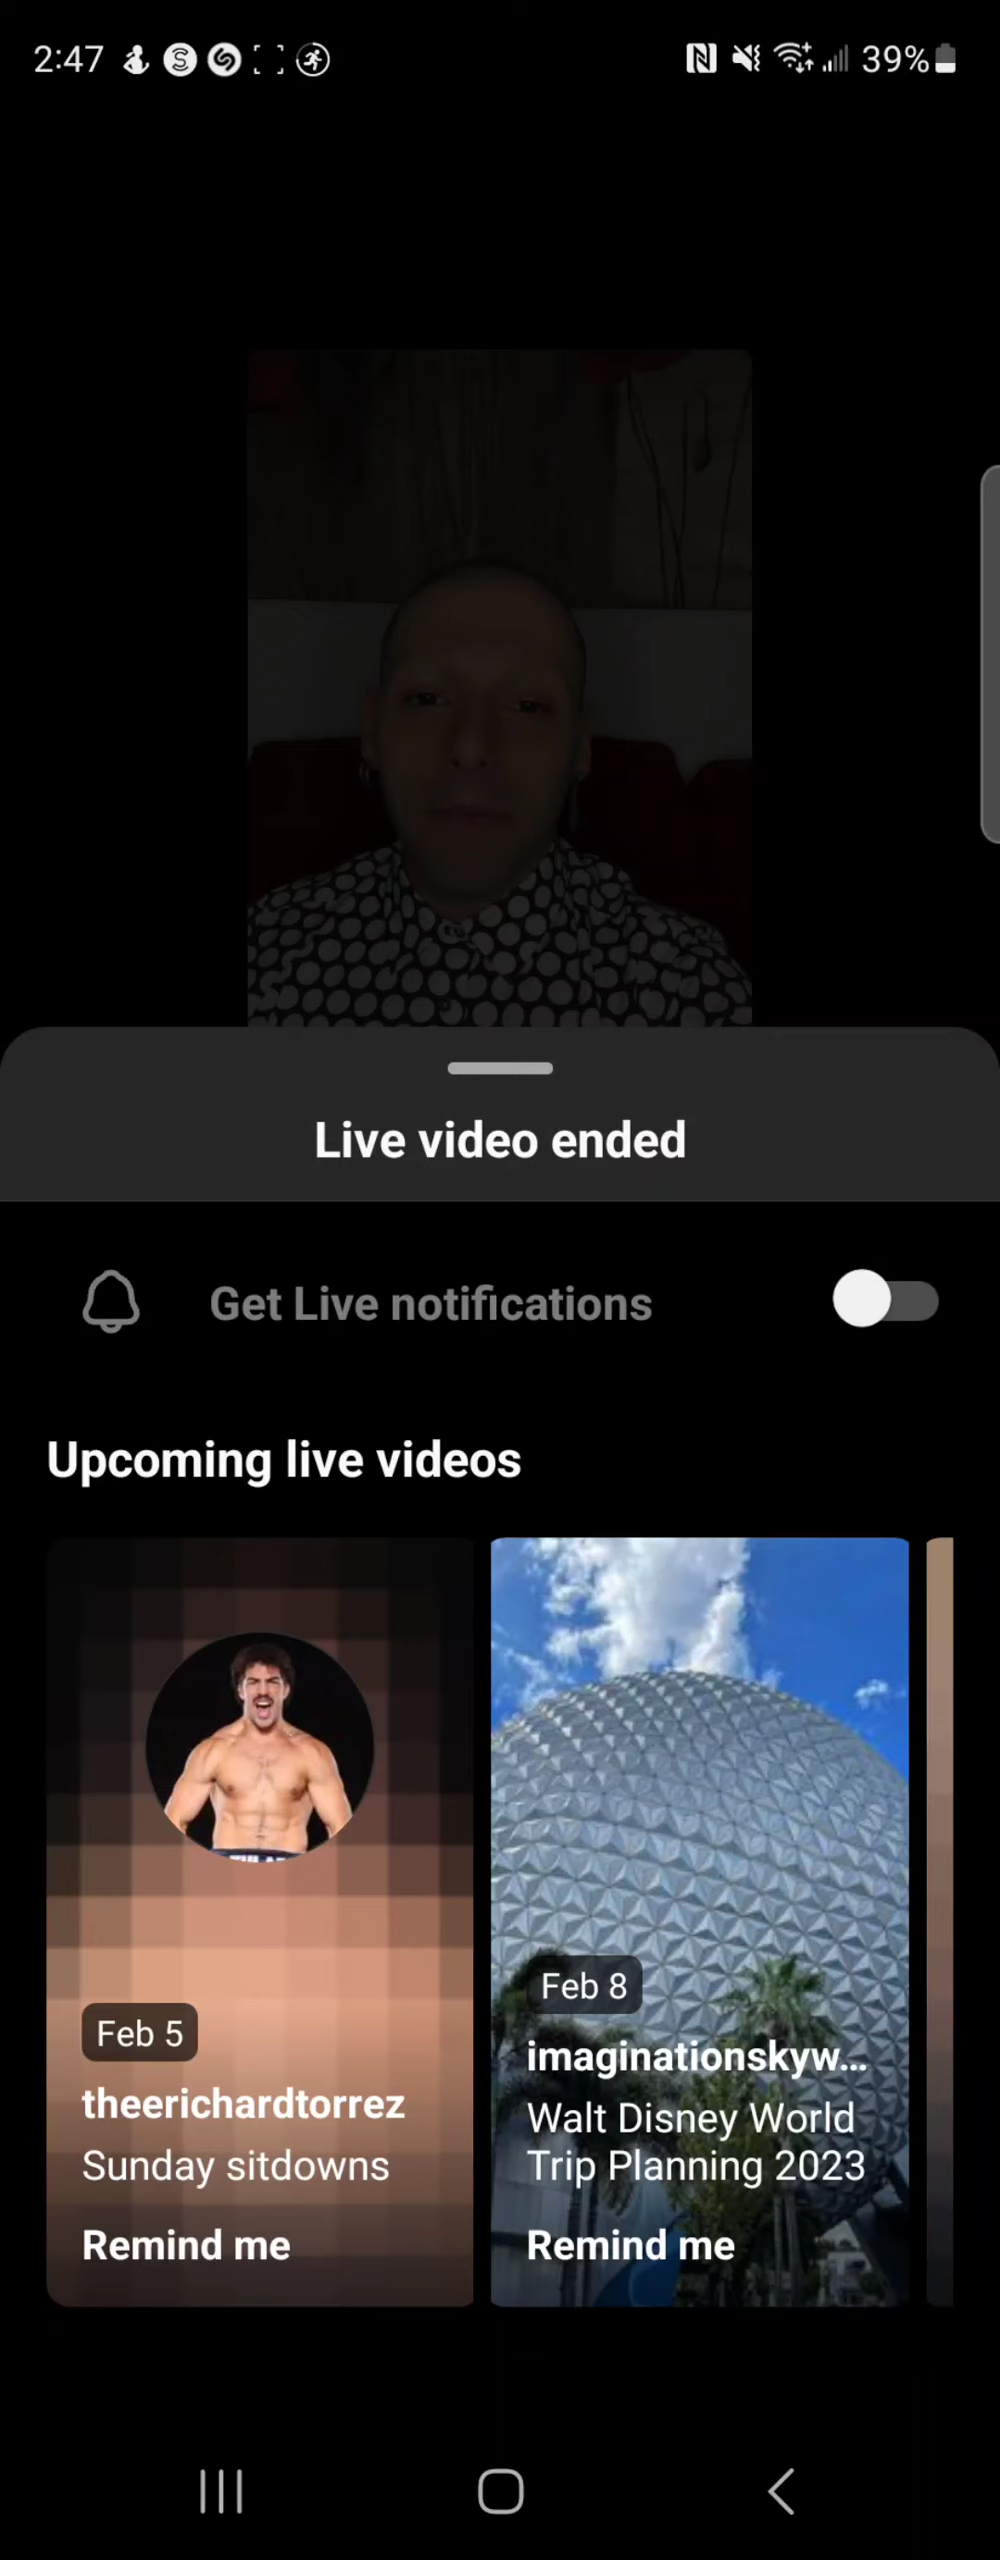 2:47
39%
Live video ended
Get Live notifications
Upcoming live videos
Feb 5
theerichardtorrez
Sunday sitdowns
Remind me
Feb 8
imaginationskyw...
Walt Disney World
Trip Planning 2023
Remind me